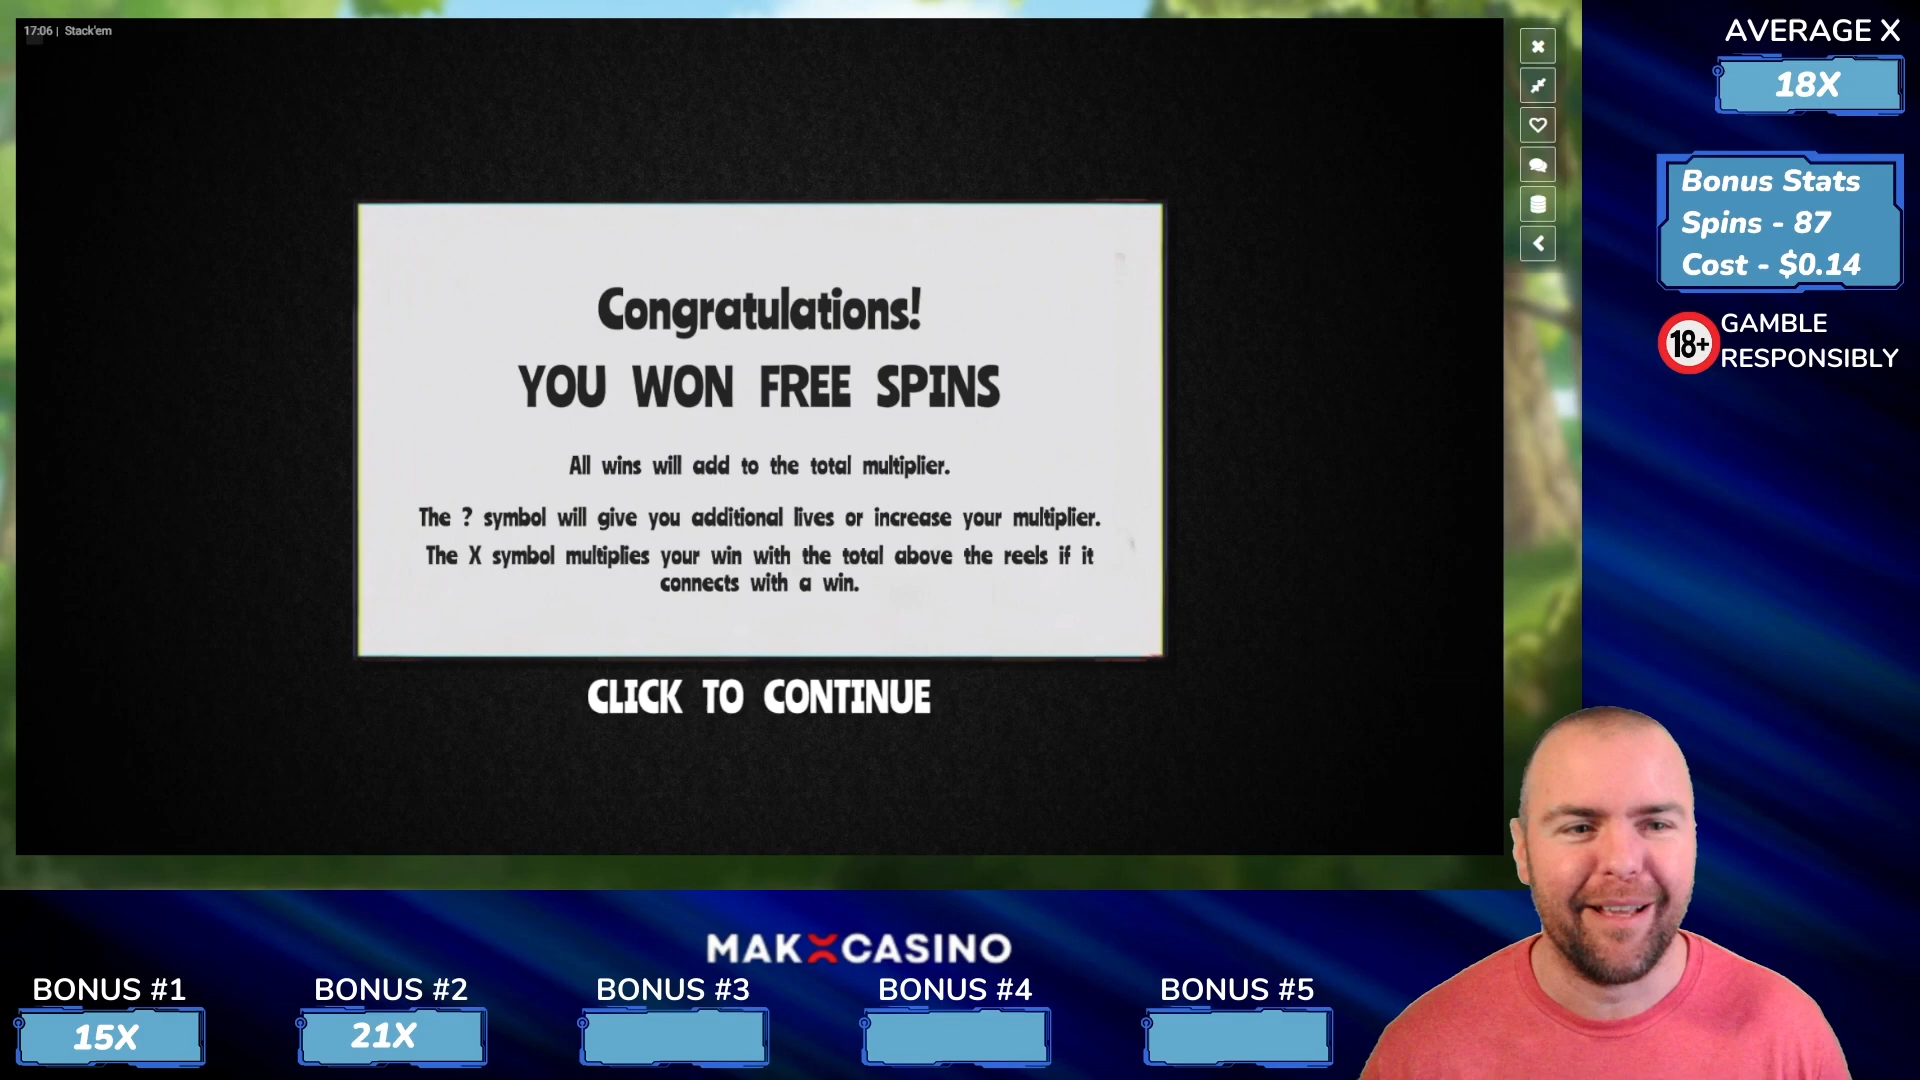 17:06 | Stack'em
AVERAGE X
18X
Bonus Stats
Spins - 87
Cost - $0.14
18+
GAMBLE
RESPONSIBLY
Congratulations!
YOU WON FREE SPINS
All wins will add to the total multiplier.
The ? symbol will give you additional lives or increase your multiplier.
The X symbol multiplies your win with the total above the reels if it
connects with a win.
CLICK TO CONTINUE
MAKXCASINO
BONUS #1
15X
BONUS #2
21X
BONUS #3
BONUS #4
BONUS #5